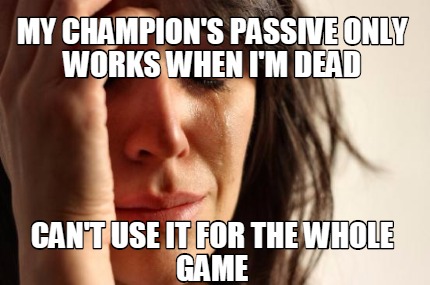 MY CHAMPION'S PASSIVE ONLY
WORKS WHEN I'M DEAD
CAN'T USE IT FOR THE WHOLE
GAME